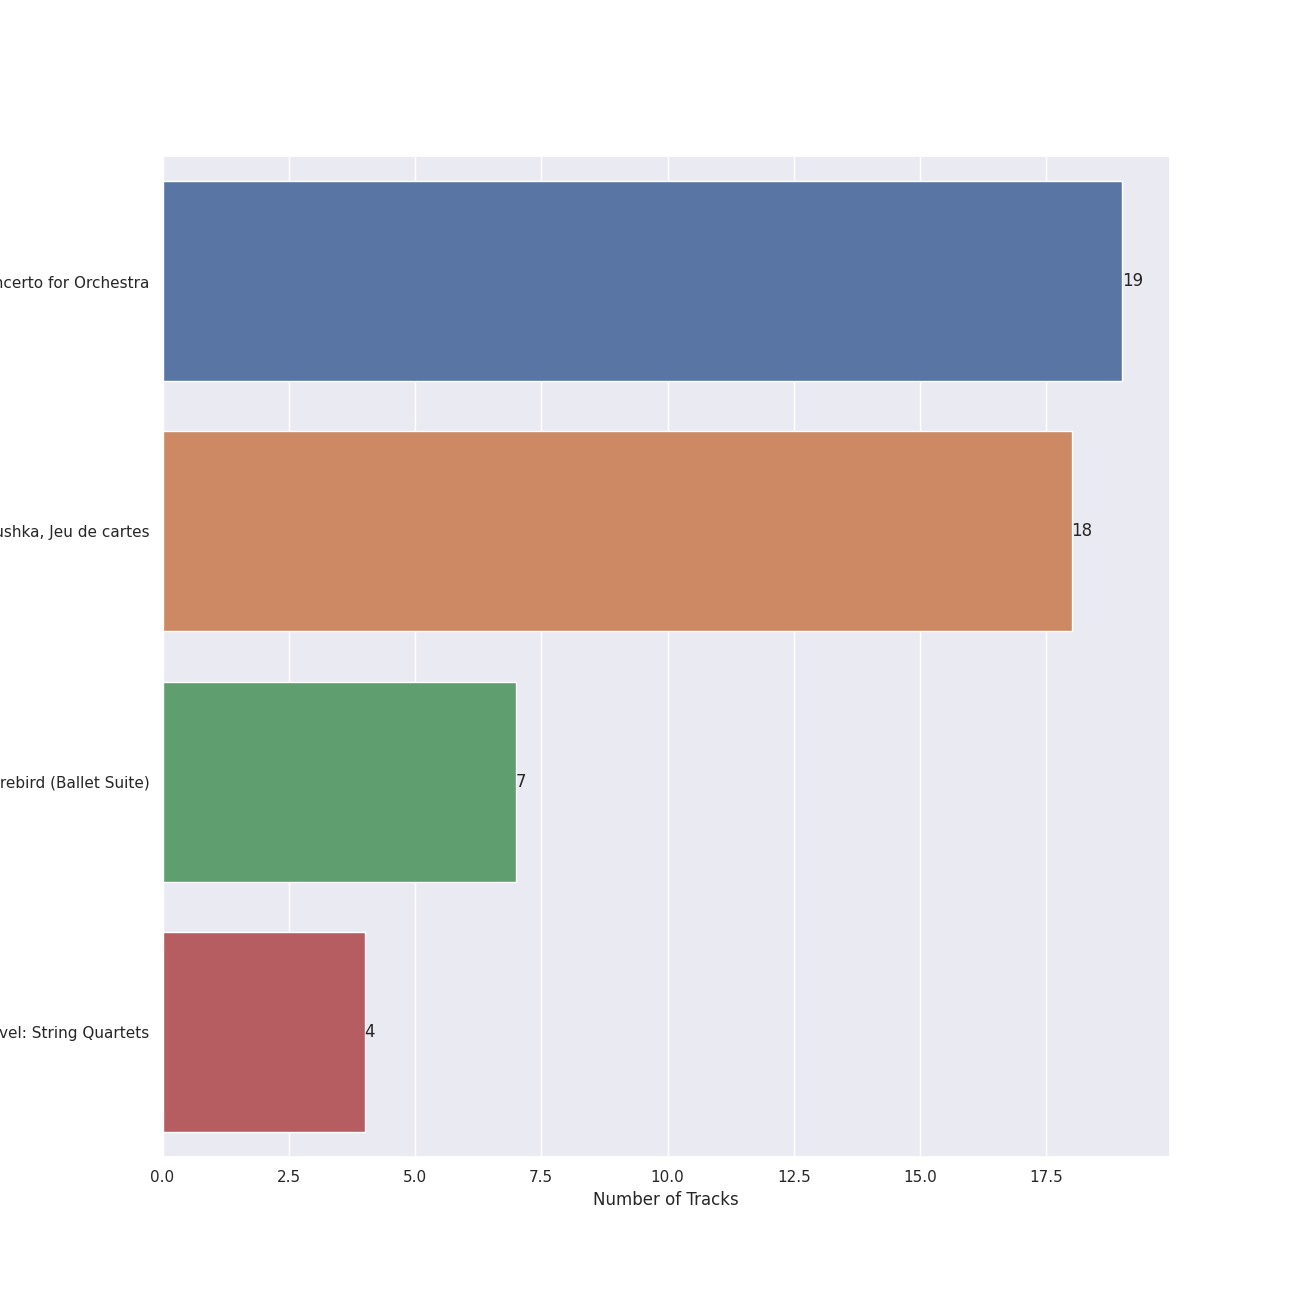 ncerto for Orchestra
19
ushka, Jeu de cartes
18
rebird (Ballet Suite)
7
vel: String Quartets
4
0.0 2.5 5.0 7.5 10.0 12.5 15.0 17.5
Number of Tracks